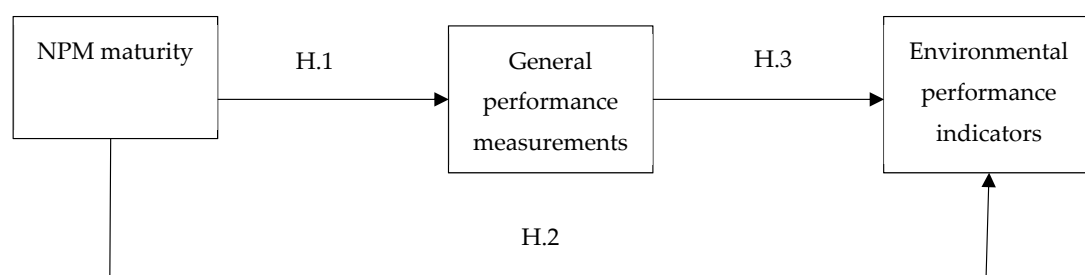 NPM maturity
H.1
General
performance
measurements
H.3
Environmental
performance
indicators
H.2